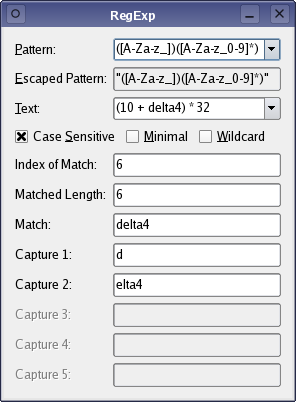 RegExp
Pattern: ([A-Za-z_])([A-Za-z_0-9]*)
Escaped Pattern: "([A-Za-z_])([A-Za-z_0-9]*)"
Text: (10 + delta4) * 32
Case Sensitive Minimal Wildcard
Index of Match: 6
Matched Length: 6
Match: delta4
Capture 1: d
Capture 2: elta4
Capture 3:
Capture 4:
Capture 5: